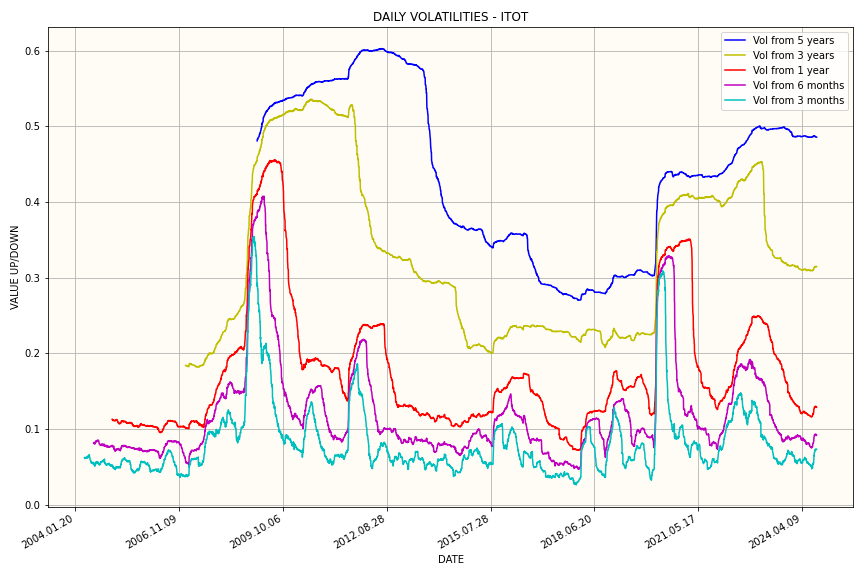 DAILY VOLATILITIES - ITOT
Vol from 5 years
Vol from 3 years
Vol from 1 year
Vol from 6 months
Vol from 3 months
VALUE UP/DOWN
0.6
0.5
0.4
0.3
0.2
0.1
0.0
2004.01.20
2006.11.09
2009.10.06
2012.08.28
2015.07.28
2018.06.20
2021.05.17
2024.04.09
DATE